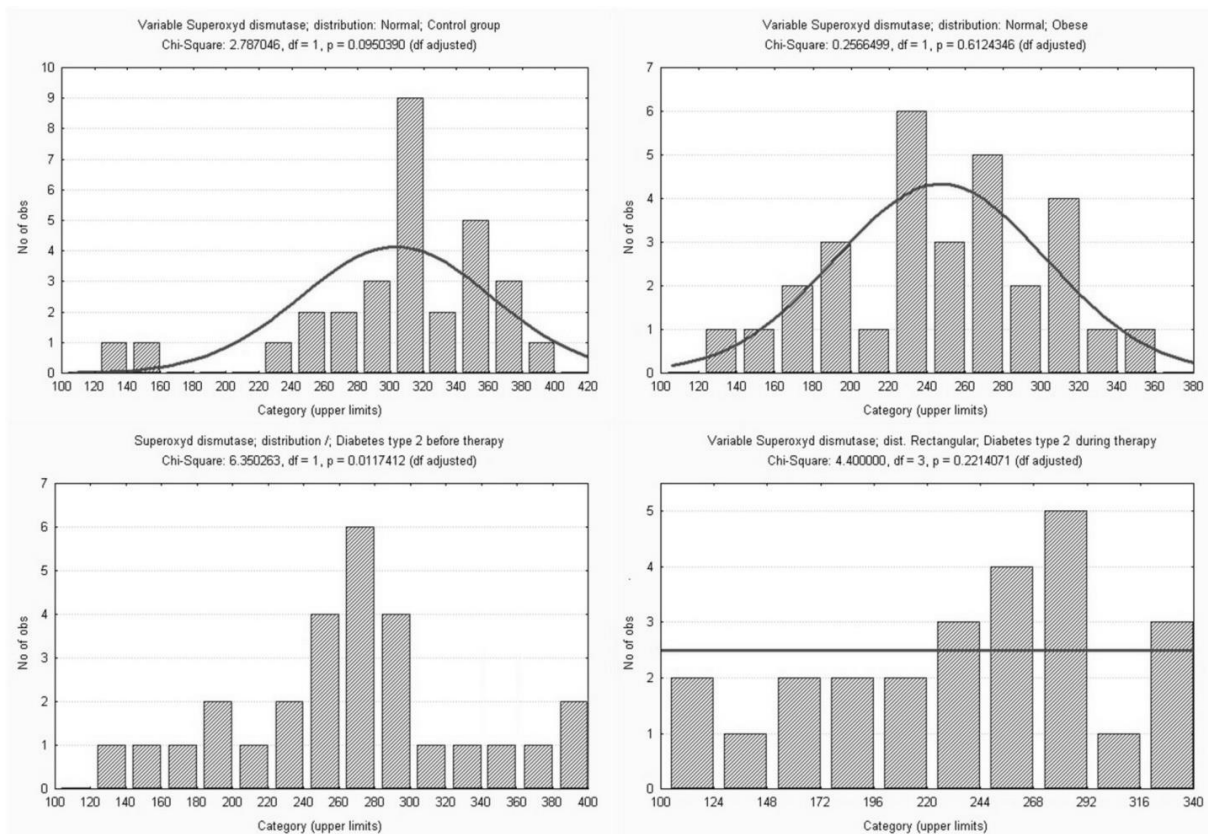 Variable Superoxyd dismutase; distribution: Normal; Control group
Chi-Square: 2.787046, df = 1, p = 0.0950390 (df adjusted)
10
9
8
7
6
5
4
3
2
1
0
No of obs
100 120 140 160 180 200 220 240 260 280 300 320 340 360 380 400 420
Category (upper limits)
Variable Superoxyd dismutase; distribution: Normal; Obese
Chi-Square: 0.2566499, df = 1, p = 0.6124346 (df adjusted)
7
6
5
4
3
2
1
0
No of obs
100 120 140 160 180 200 220 240 260 280 300 320 340 360 380
Category (upper limits)
Superoxyd dismutase; distribution /; Diabetes type 2 before therapy
Chi-Square: 6.350263, df = 1, p = 0.0117412 (df adjusted)
7
6
5
4
3
2
1
0
No of obs
100 120 140 160 180 200 220 240 260 280 300 320 340 360 380 400
Category (upper limits)
Variable Superoxyd dismutase; dist. Rectangular; Diabetes type 2 during therapy
Chi-Square: 4.400000, df = 3, p = 0.2214071 (df adjusted)
5
4
3
2
1
0
No of obs
100 124 148 172 196 220 244 268 292 316 340
Category (upper limits)